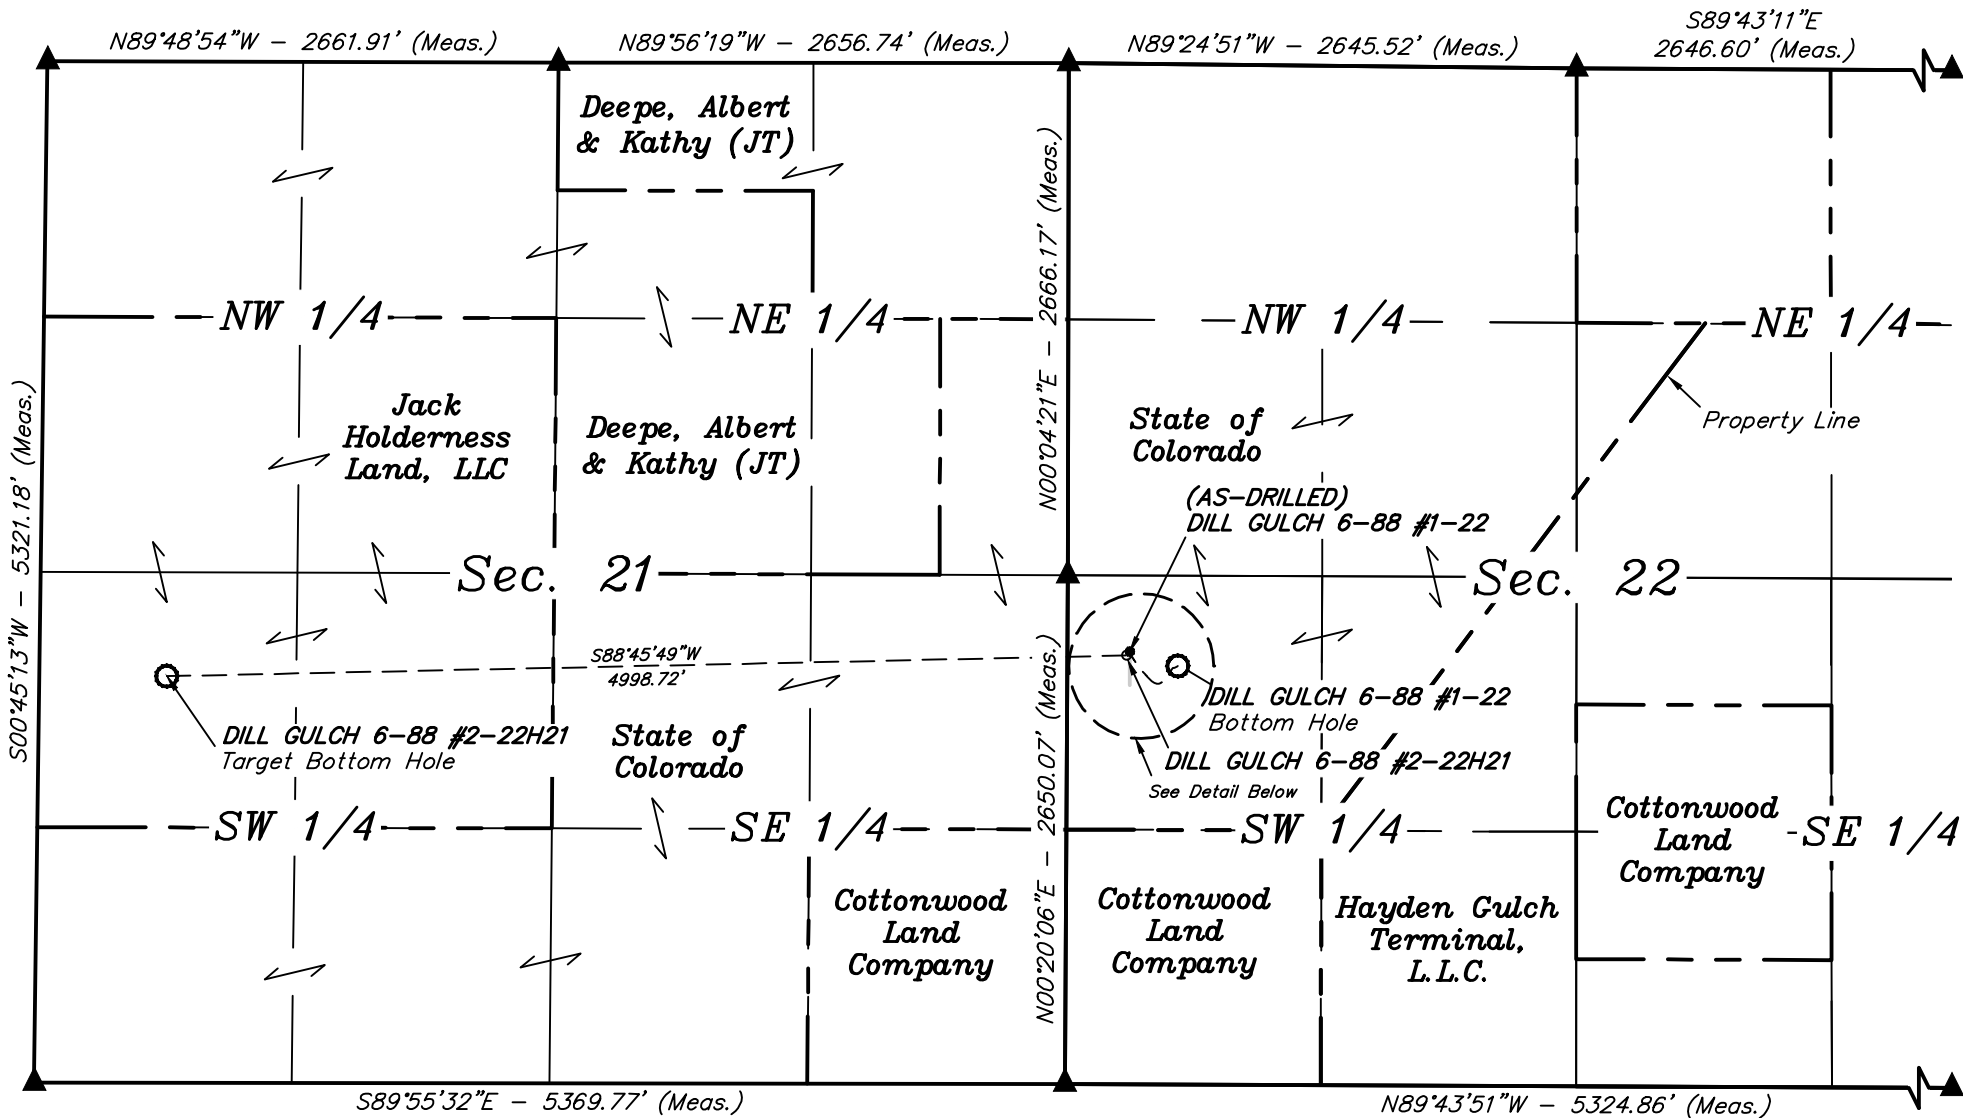 N89°48'54"W - 2661.91' (Meas.)
N89°56'19"W - 2656.74' (Meas.)
N89°24'51"W - 2645.52' (Meas.)
S89°43'11"E
2646.60' (Meas.)
Deepe, Albert
& Kathy (JT)
N00°04'21"E - 2666.17' (Meas.)
NW 1/4
NE 1/4
NW 1/4
NE 1/4
S00°45'13"W - 5321.18' (Meas.)
Jack
Holderness
Land, LLC
Deepe, Albert
& Kathy (JT)
State of
Colorado
Property Line
(AS-DRILLED)
DILL GULCH 6-88 #1-22
Sec. 21
Sec. 22
S88°45'49"W
4998.72'
N00°20'06"E - 2650.07' (Meas.)
DILL GULCH 6-88 #1-22
Bottom Hole
DILL GULCH 6-88 #2-22H21
Target Bottom Hole
State of
Colorado
DILL GULCH 6-88 #2-22H21
See Detail Below
SW 1/4
SE 1/4
SW 1/4
Cottonwood
Land
Company
SE 1/4
Cottonwood
Land
Company
Cottonwood
Land
Company
Hayden Gulch
Terminal,
L.L.C.
S89°55'32"E - 5369.77' (Meas.)
N89°43'51"W - 5324.86' (Meas.)